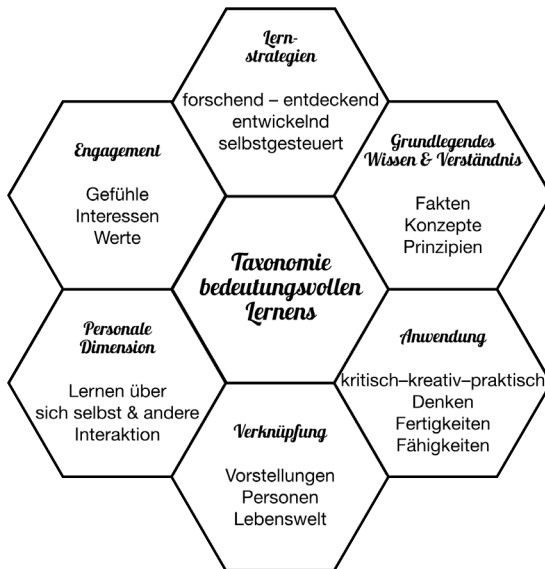 Lern-
strategien
forschend – entdeckend
entwickelnd
selbstgesteuert
Engagement
Gefühle
Interessen
Werte
Grundlegendes
Wissen & Verständnis
Fakten
Konzepte
Prinzipien
Taxonomie
bedeutungsvollen
Lernens
Personale
Dimension
Lernen über
sich selbst & andere
Interaktion
Anwendung
kritisch–kreativ–praktisch
Denken
Fertigkeiten
Fähigkeiten
Verknüpfung
Vorstellungen
Personen
Lebenswelt